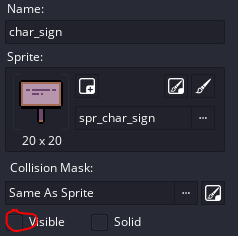 Name:
char_sign
Sprite:
20 x 20
spr_char_sign
...
Collision Mask:
Same As Sprite
...
Visible
Solid